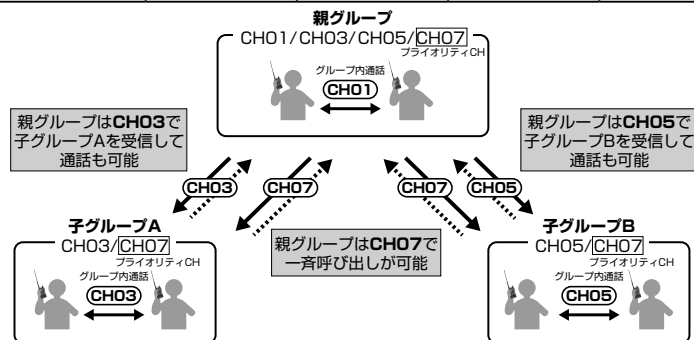 親グループ
CH01/CH03/CH05/CH07
プライオリティCH
グループ内通話
CH01
親グループはCH03で
子グループAを受信して
通話も可能
親グループはCH05で
子グループBを受信して
通話も可能
CH03
CH07
CH07
CH05
親グループはCH07で
一斉呼び出しが可能
子グループA
CH03/CH07
プライオリティCH
グループ内通話
CH03
子グループB
CH05/CH07
プライオリティCH
グループ内通話
CH05